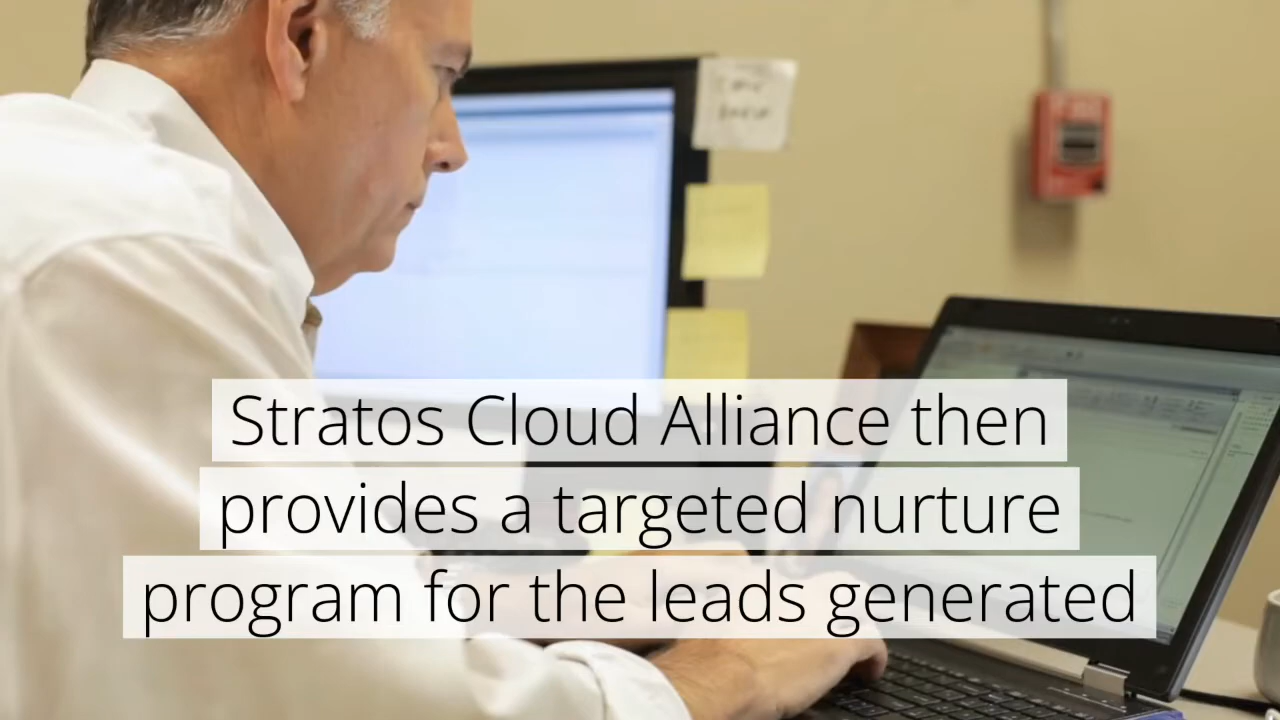 Stratos Cloud Alliance then
provides a targeted nurture
program for the leads generated